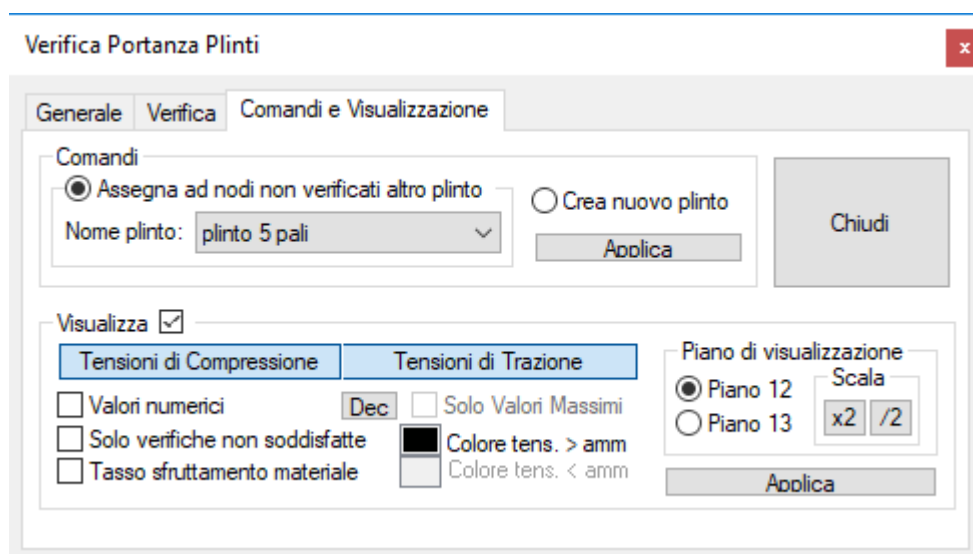 Verifica Portanza Plinti
x
Generale Verifica Comandi e Visualizzazione
Comandi
Assegna ad nodi non verificati altro plinto
Nome plinto: plinto 5 pali
Crea nuovo plinto
Applica
Chiudi
Visualizza
Tensioni di Compressione Tensioni di Trazione
Valori numerici Dec Solo Valori Massimi
Solo verifiche non soddisfatte Colore tens. > amm
Tasso sfruttamento materiale Colore tens. < amm
Piano di visualizzazione
Piano 12
Piano 13
Scala
x2 /2
Applica